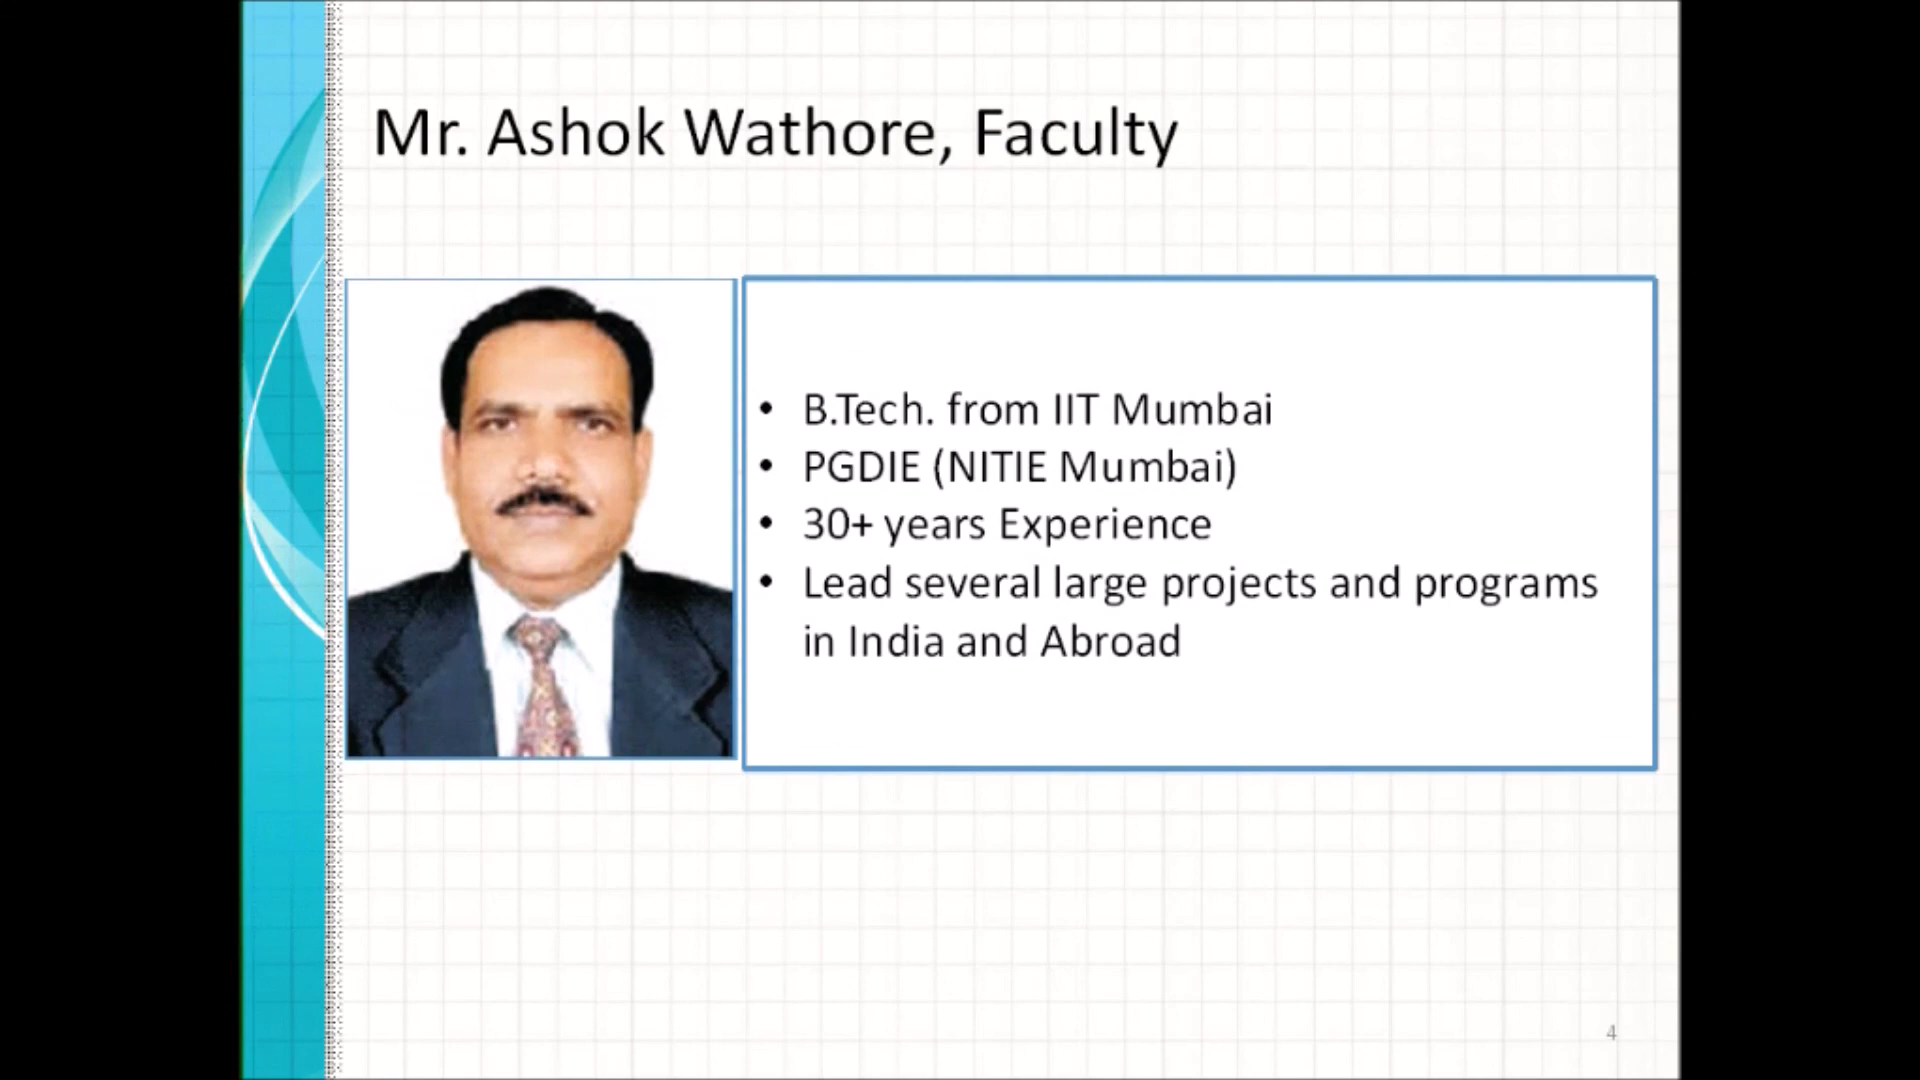 Mr. Ashok Wathore, Faculty
• B.Tech. from IIT Mumbai
• PGDIE (NITIE Mumbai)
• 30+ years Experience
• Lead several large projects and programs
in India and Abroad
4